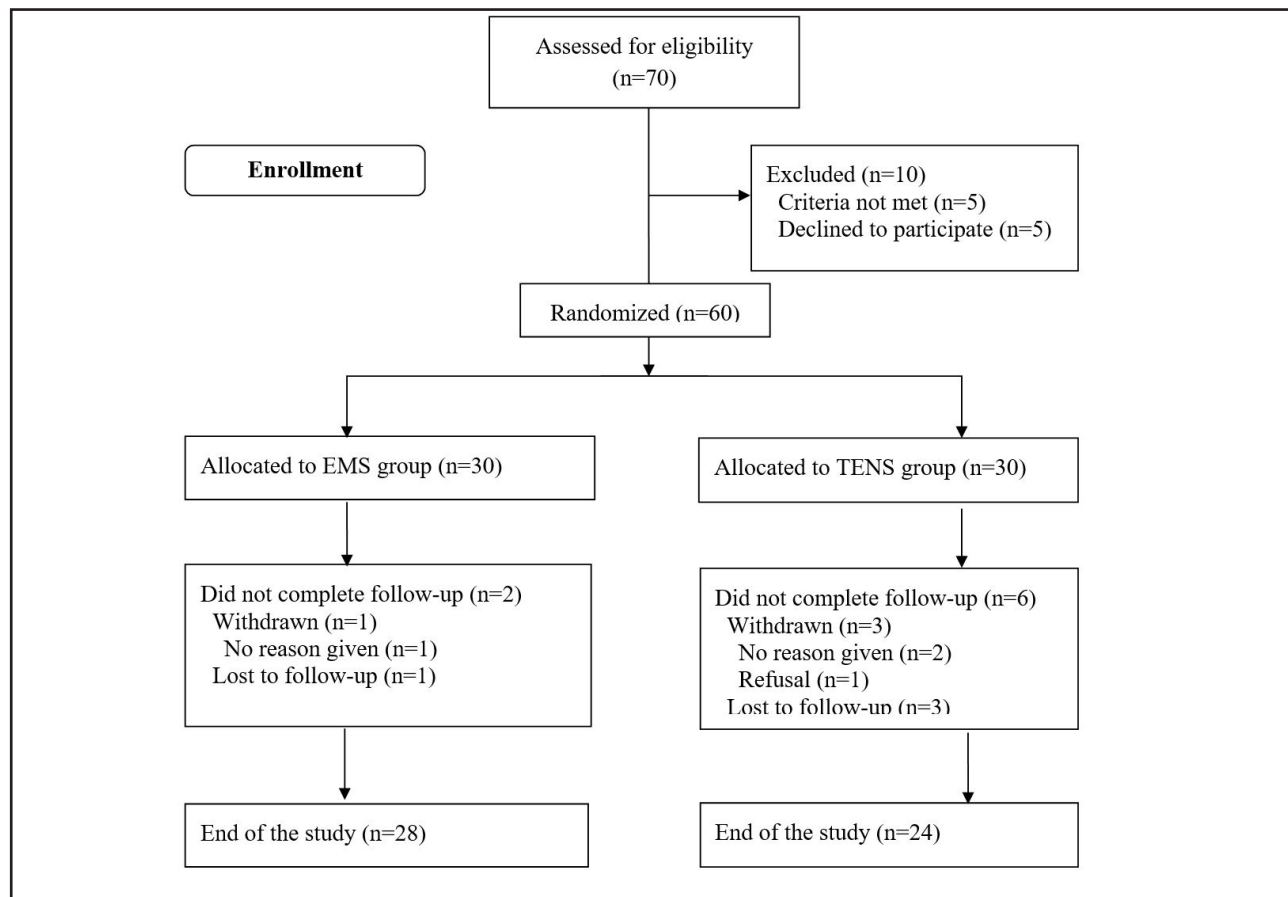 Assessed for eligibility
(n=70)
Enrollment
Excluded (n=10)
Criteria not met (n=5)
Declined to participate (n=5)
Randomized (n=60)
Allocated to EMS group (n=30)
Allocated to TENS group (n=30)
Did not complete follow-up (n=2)
Withdrawn (n=1)
No reason given (n=1)
Lost to follow-up (n=1)
Did not complete follow-up (n=6)
Withdrawn (n=3)
No reason given (n=2)
Refusal (n=1)
Lost to follow-up (n=3)
End of the study (n=28)
End of the study (n=24)